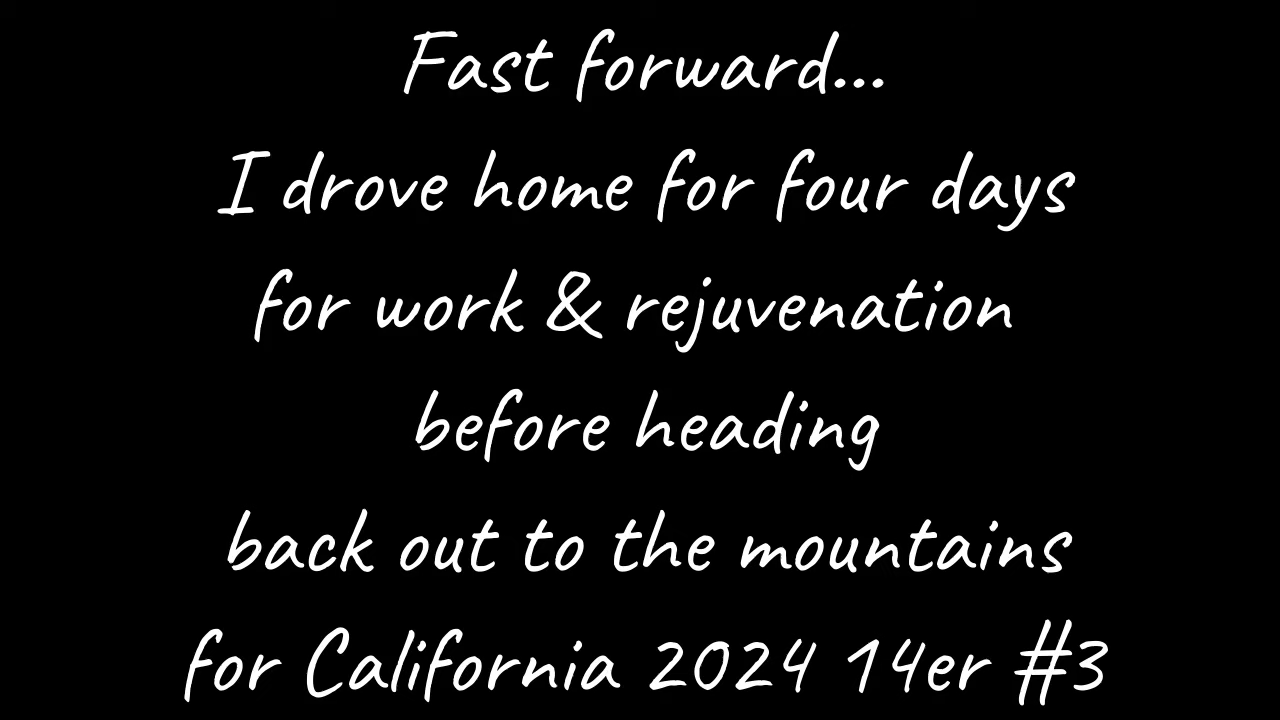 Fast forward...
I drove home for four days
for work & rejuvenation
before heading
back out to the mountains
for California 2024 14er #3